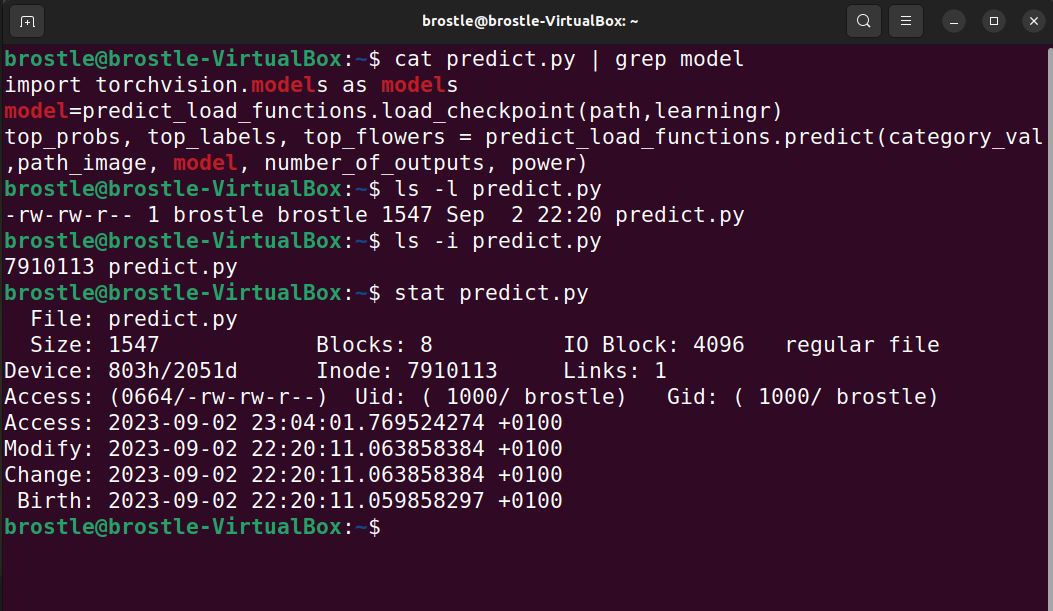 brostle@brostle-VirtualBox: ~
brostle@brostle-VirtualBox:~$ cat predict.py | grep model
import torchvision.models as models
model=predict_load_functions.load_checkpoint(path,learningr)
top_probs, top_labels, top_flowers = predict_load_functions.predict(category_val
,path_image, model, number_of_outputs, power)
brostle@brostle-VirtualBox:~$ ls -l predict.py
-rw-rw-r-- 1 brostle brostle 1547 Sep  2 22:20 predict.py
brostle@brostle-VirtualBox:~$ ls -i predict.py
7910113 predict.py
brostle@brostle-VirtualBox:~$ stat predict.py
  File: predict.py
  Size: 1547            Blocks: 8          IO Block: 4096   regular file
Device: 803h/2051d      Inode: 7910113     Links: 1
Access: (0664/-rw-rw-r--)  Uid: ( 1000/ brostle)   Gid: ( 1000/ brostle)
Access: 2023-09-02 23:04:01.769524274 +0100
Modify: 2023-09-02 22:20:11.063858384 +0100
Change: 2023-09-02 22:20:11.063858384 +0100
 Birth: 2023-09-02 22:20:11.059858297 +0100
brostle@brostle-VirtualBox:~$